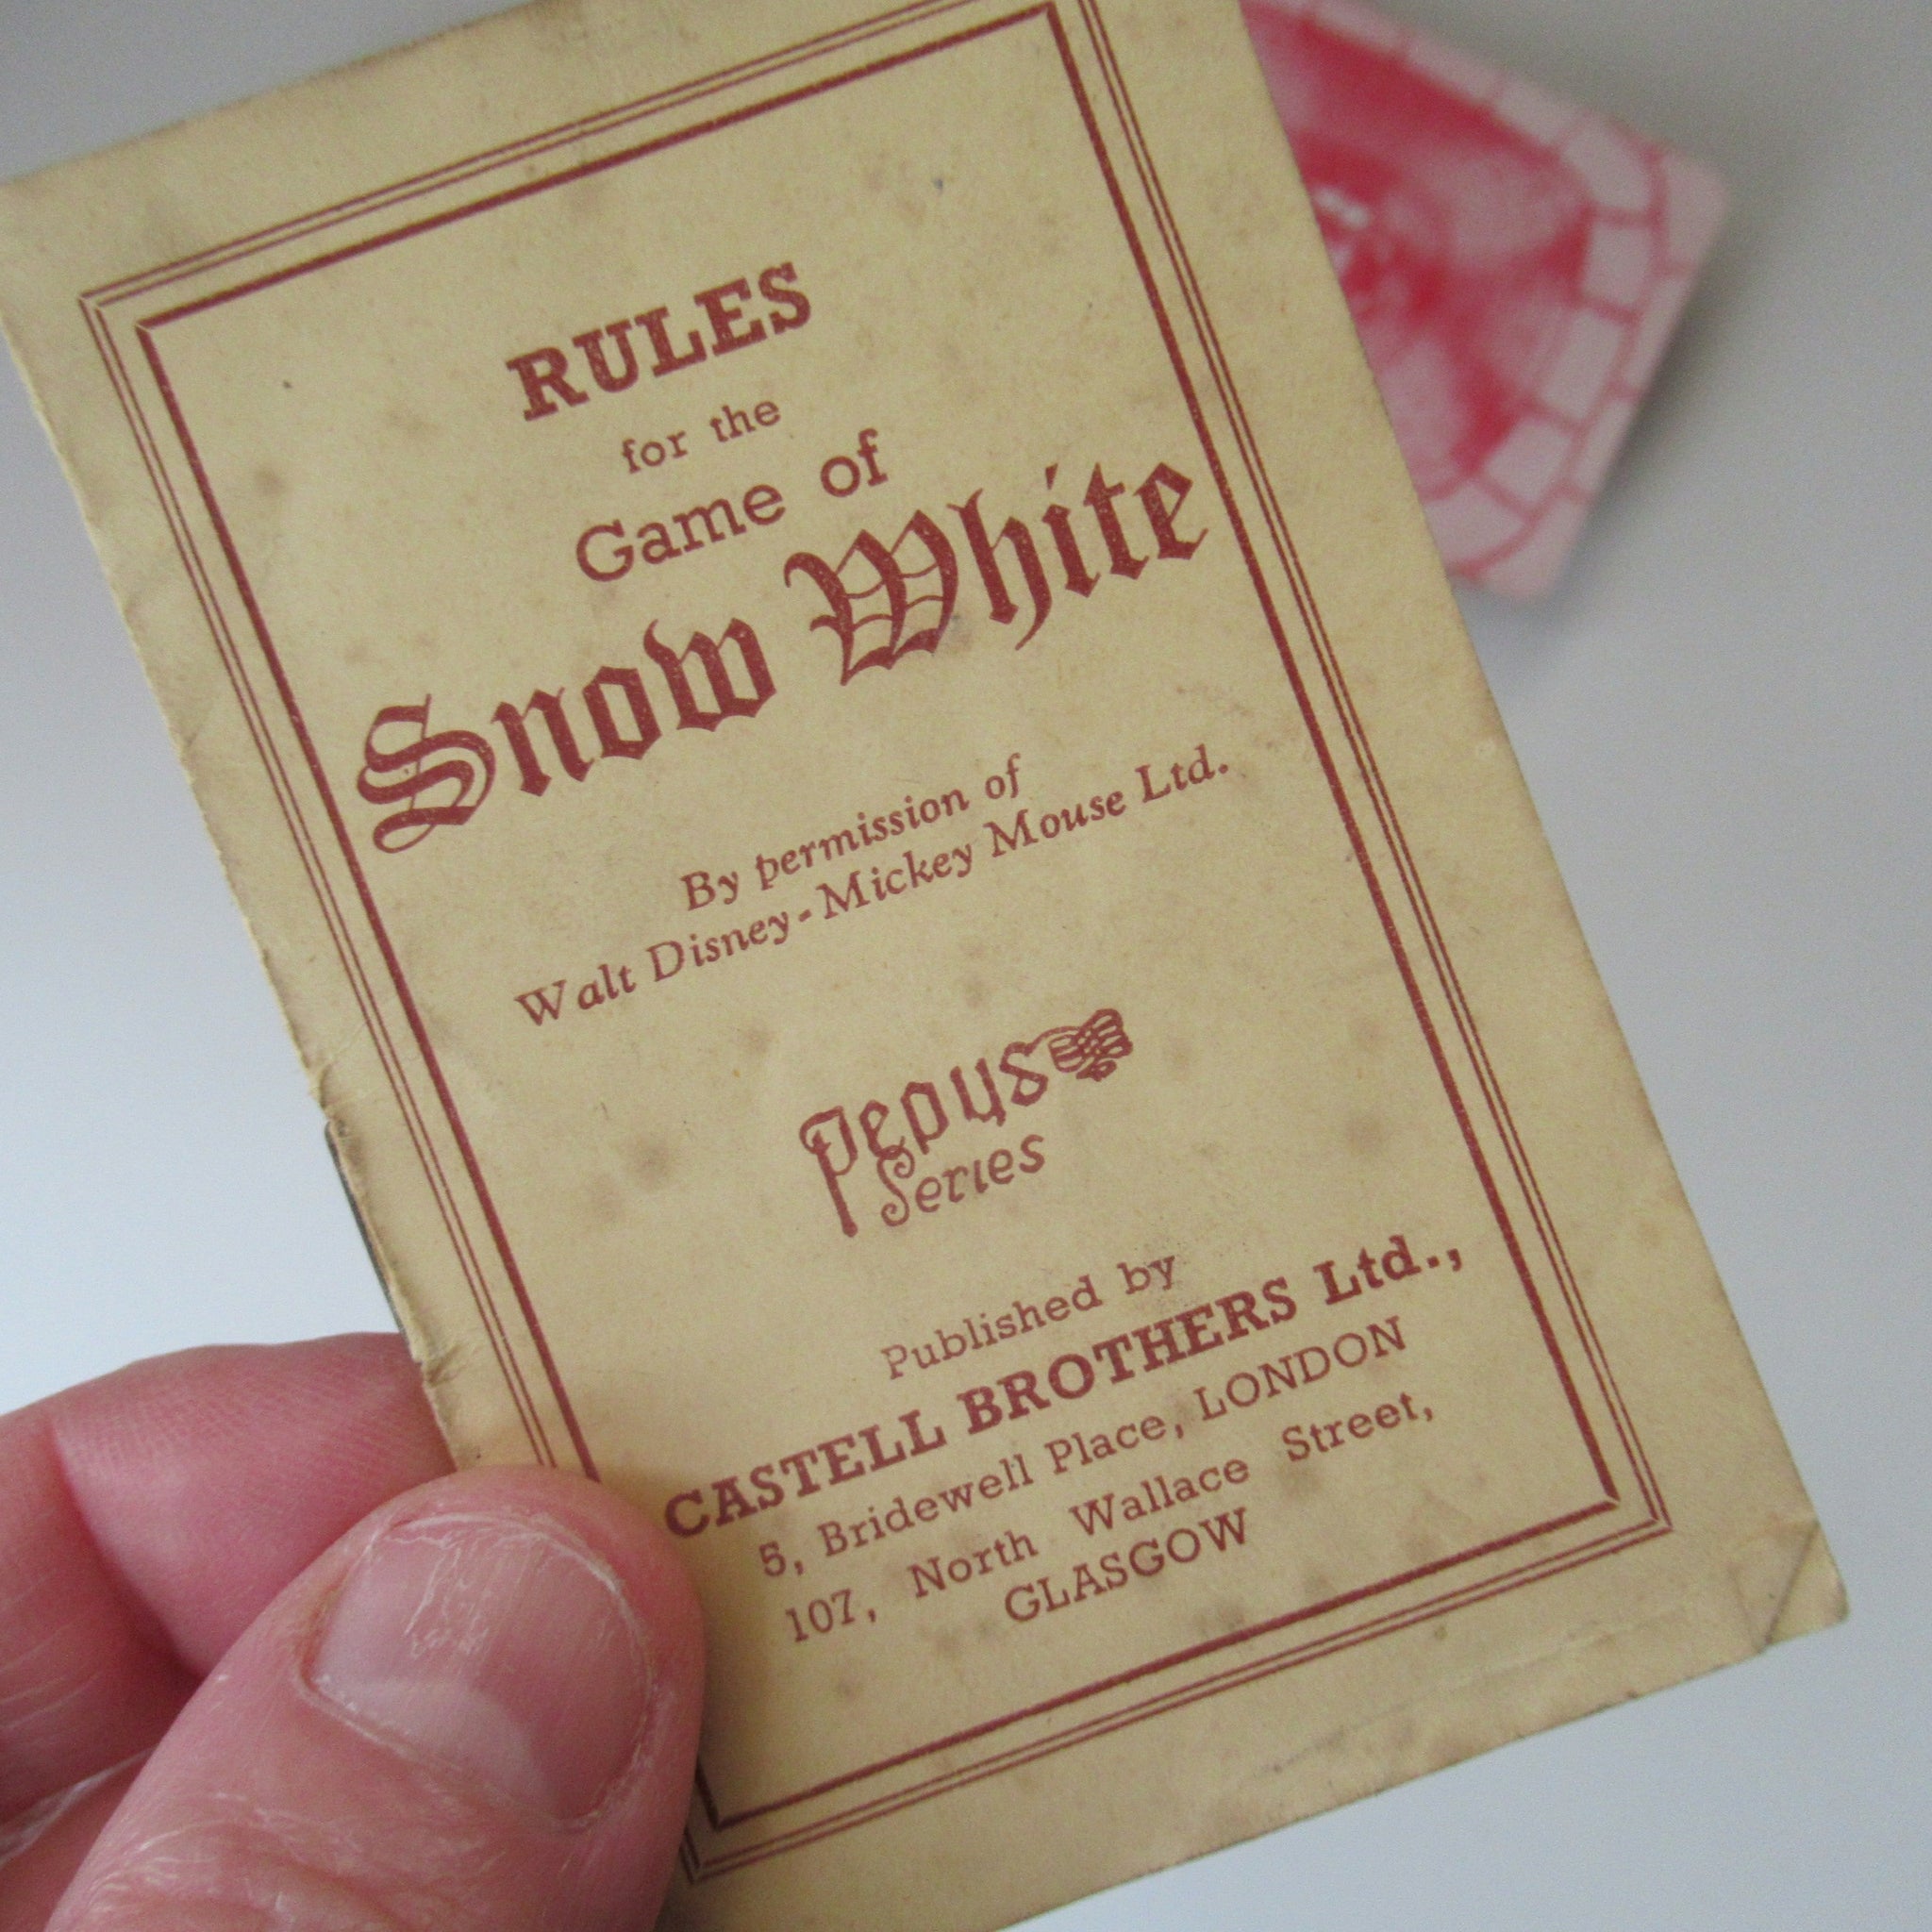 RULES
for the
Game of
Snow White
By permission of
Walt Disney-Mickey Mouse Ltd.
Pepys
Series
Published by
CASTELL BROTHERS Ltd.,
5, Bridewell Place, LONDON
107, North Wallace Street,
GLASGOW